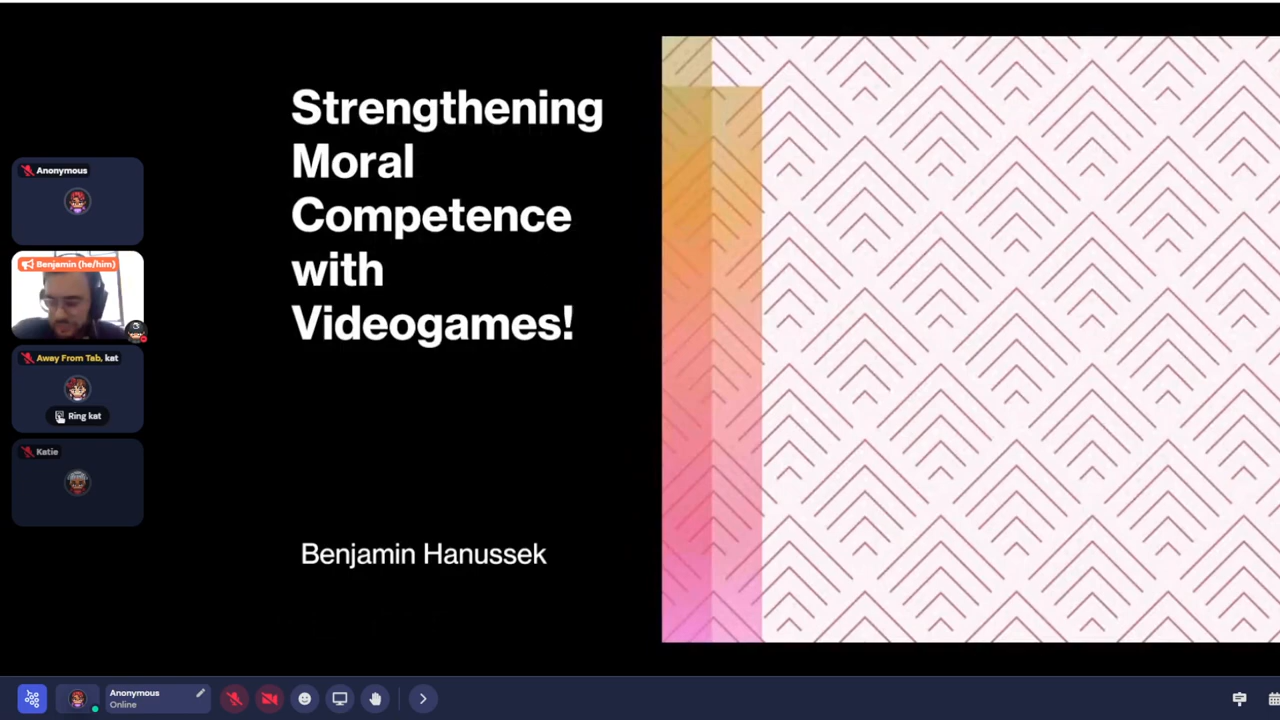 Strengthening
Moral
Competence
with
Videogames!
Benjamin Hanussek
Anonymous
Benjamin (he/him)
Away From Tab, kat
Ring kat
Katie
Anonymous
Online